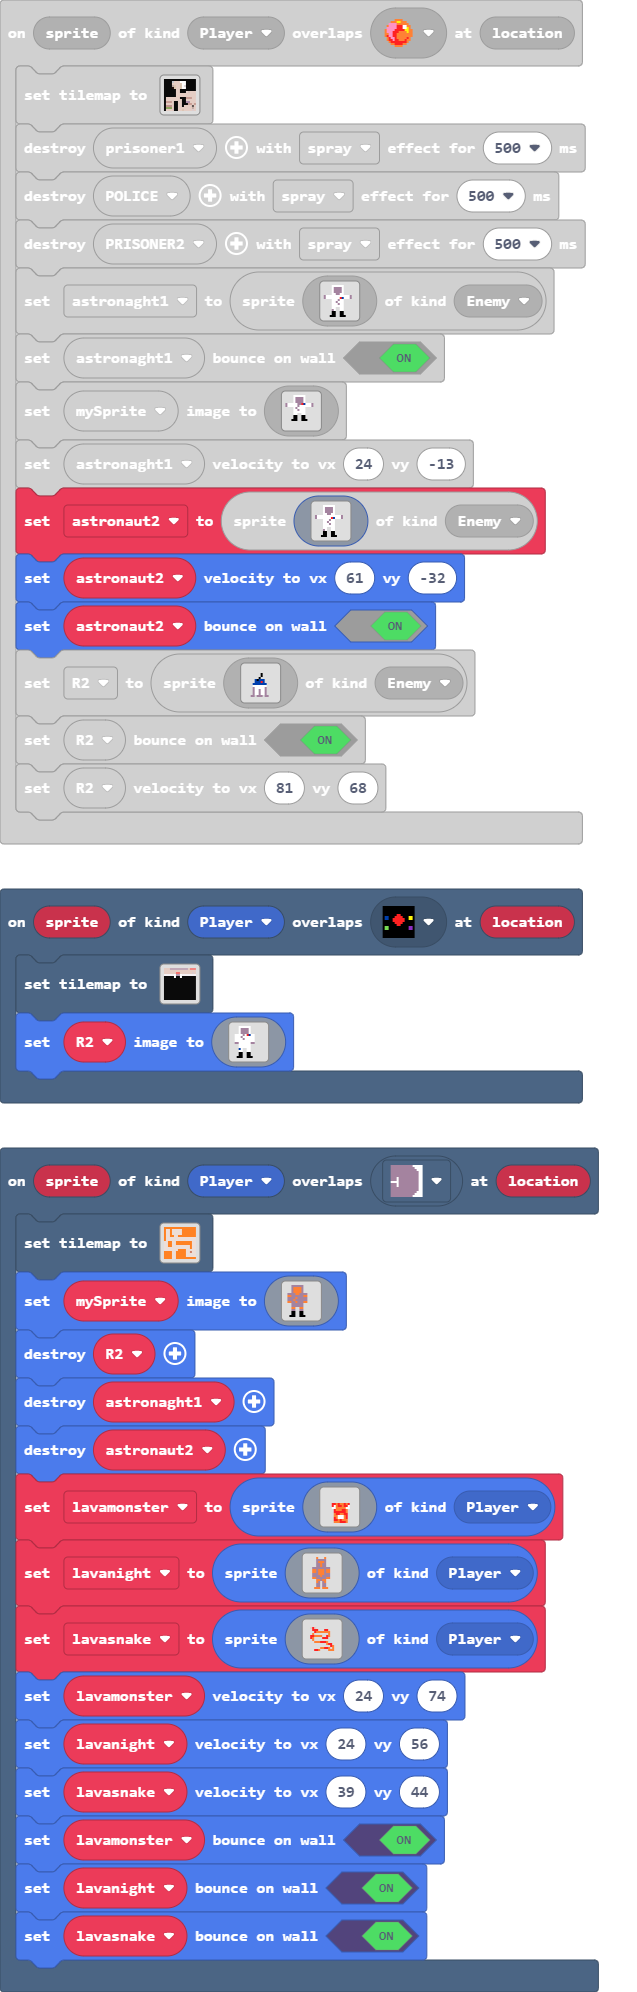 on sprite of kind Player overlaps at location
set tilemap to
destroy prisoner1 with spray effect for 500 ms
destroy POLICE with spray effect for 500 ms
destroy PRISONER2 with spray effect for 500 ms
set astronaght1 to sprite of kind Enemy
set astronaght1 bounce on wall ON
set mySprite image to
set astronaght1 velocity to vx 24 vy -13
set astronaut2 to sprite of kind Enemy
set astronaut2 velocity to vx 61 vy -32
set astronaut2 bounce on wall ON
set R2 to sprite of kind Enemy
set R2 bounce on wall ON
set R2 velocity to vx 81 vy 68
on sprite of kind Player overlaps at location
set tilemap to
set R2 image to
on sprite of kind Player overlaps at location
set tilemap to
set mySprite image to
destroy R2
destroy astronaght1
destroy astronaut2
set lavamonster to sprite of kind Player
set lavanight to sprite of kind Player
set lavasnake to sprite of kind Player
set lavamonster velocity to vx 24 vy 74
set lavanight velocity to vx 24 vy 56
set lavasnake velocity to vx 39 vy 44
set lavamonster bounce on wall ON
set lavanight bounce on wall ON
set lavasnake bounce on wall ON